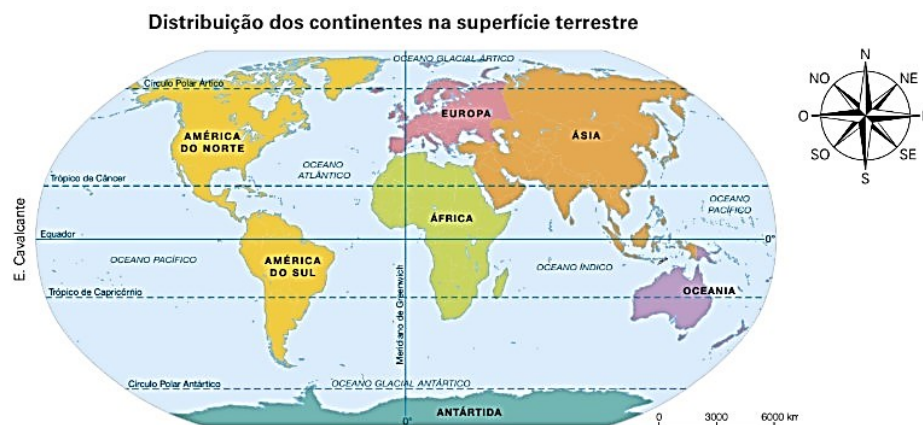 Distribuição dos continentes na superfície terrestre
OCEANO GLACIAL ÁRTICO
Círculo Polar Ártico
EUROPA
ÁSIA
AMÉRICA
DO NORTE
OCEANO
ATLÂNTICO
Trópico de Câncer
OCEANO
PACÍFICO
ÁFRICA
Equador
0°
AMÉRICA
DO SUL
OCEANO PACÍFICO
OCEANO ÍNDICO
Trópico de Capricórnio
OCEANIA
Meridiano de Greenwich
Círculo Polar Antártico
OCEANO GLACIAL ANTÁRTICO
ANTÁRTIDA
0°
0 3000 6000 km
E. Cavalcante
N
NO NE
O
SO SE
S